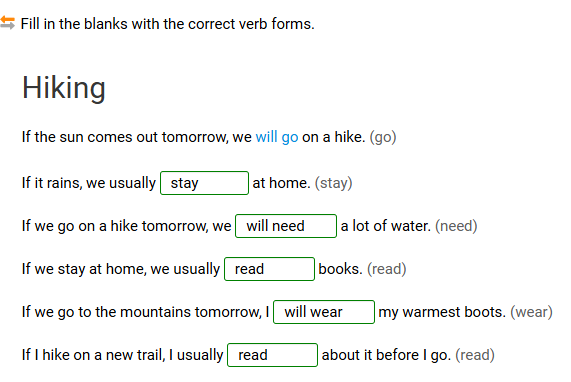 Fill in the blanks with the correct verb forms.
Hiking
If the sun comes out tomorrow, we will go on a hike. (go)
If it rains, we usually stay at home. (stay)
If we go on a hike tomorrow, we will need a lot of water. (need)
If we stay at home, we usually read books. (read)
If we go to the mountains tomorrow, I will wear my warmest boots. (wear)
If I hike on a new trail, I usually read about it before I go. (read)